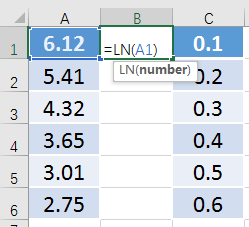 A B C
1 6.12 =LN(A1) 0.1
LN(number)
2 5.41 0.2
3 4.32 0.3
4 3.65 0.4
5 3.01 0.5
6 2.75 0.6